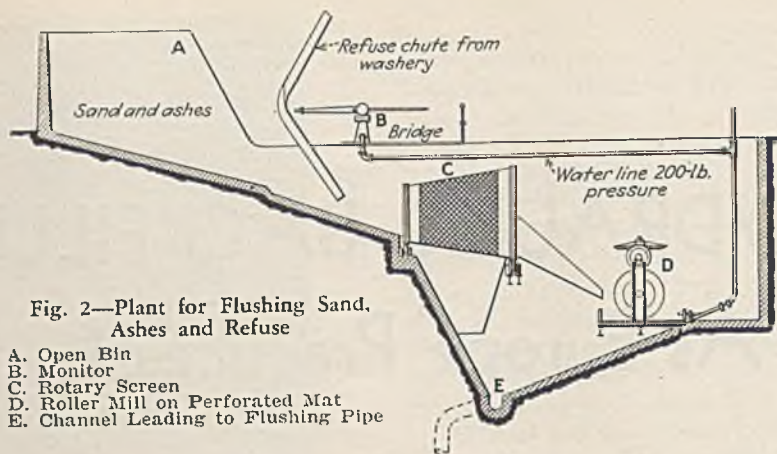 A
Refuse chute from
washery
Sand and ashes
B
Bridge
C
Water line 200-lb.
pressure
D
Fig. 2—Plant for Flushing Sand,
Ashes and Refuse
A. Open Bin
B. Monitor
C. Rotary Screen
D. Roller Mill on Perforated Mat
E. Channel Leading to Flushing Pipe
E